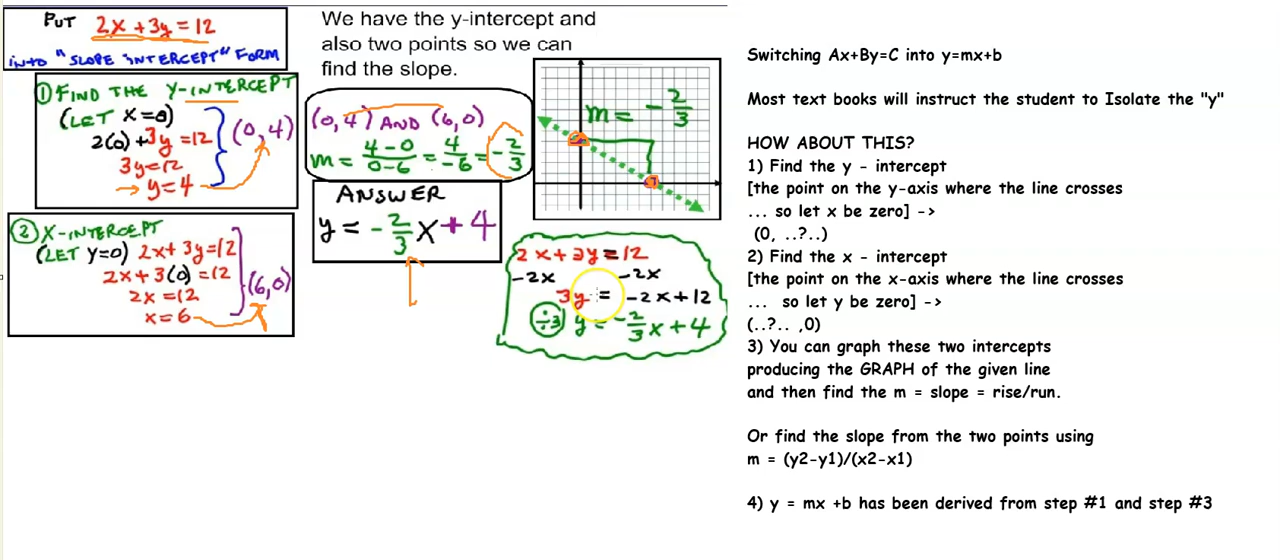 PUT 2x + 3y = 12
into "SLOPE INTERCEPT" FORM
① FIND THE Y-INTERCEPT
(LET x=0)
2(0) + 3y = 12
3y = 12
→ y = 4
(0,4)
② X-INTERCEPT
(LET y=0) 2x + 3y = 12
2x + 3(0) = 12
2x = 12
x = 6
(6,0)
We have the y-intercept and
also two points so we can
find the slope.
(0,4) AND (6,0)
m = 4-0/0-6 = 4/-6 = -2/3
ANSWER
y = -2/3 x + 4
m = -2/3
2x + 3y = 12
-2x -2x
3y = -2x + 12
÷3 y = -2/3 x + 4
Switching Ax+By=C into y=mx+b
Most text books will instruct the student to Isolate the "y"
HOW ABOUT THIS?
1) Find the y - intercept
[the point on the y-axis where the line crosses
... so let x be zero] ->
(0, ..?..)
2) Find the x - intercept
[the point on the x-axis where the line crosses
... so let y be zero] ->
(..?.. ,0)
3) You can graph these two intercepts
producing the GRAPH of the given line
and then find the m = slope = rise/run.
Or find the slope from the two points using
m = (y2-y1)/(x2-x1)
4) y = mx +b has been derived from step #1 and step #3